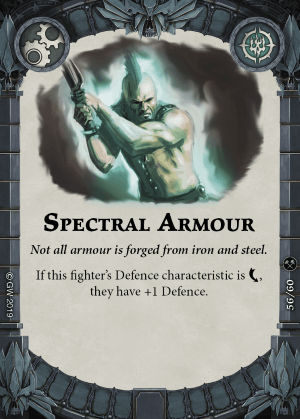 SPECTRAL ARMOUR
Not all armour is forged from iron and steel.
If this fighter's Defence characteristic is ,
they have +1 Defence.
© GW 2019
56/60